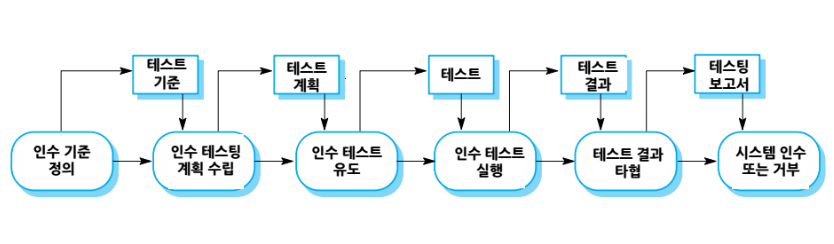 테스트
기준
테스트
계획
테스트
테스트
결과
테스팅
보고서
인수 기준
정의
인수 테스팅
계획 수립
인수 테스트
유도
인수 테스트
실행
테스트 결과
타협
시스템 인수
또는 거부